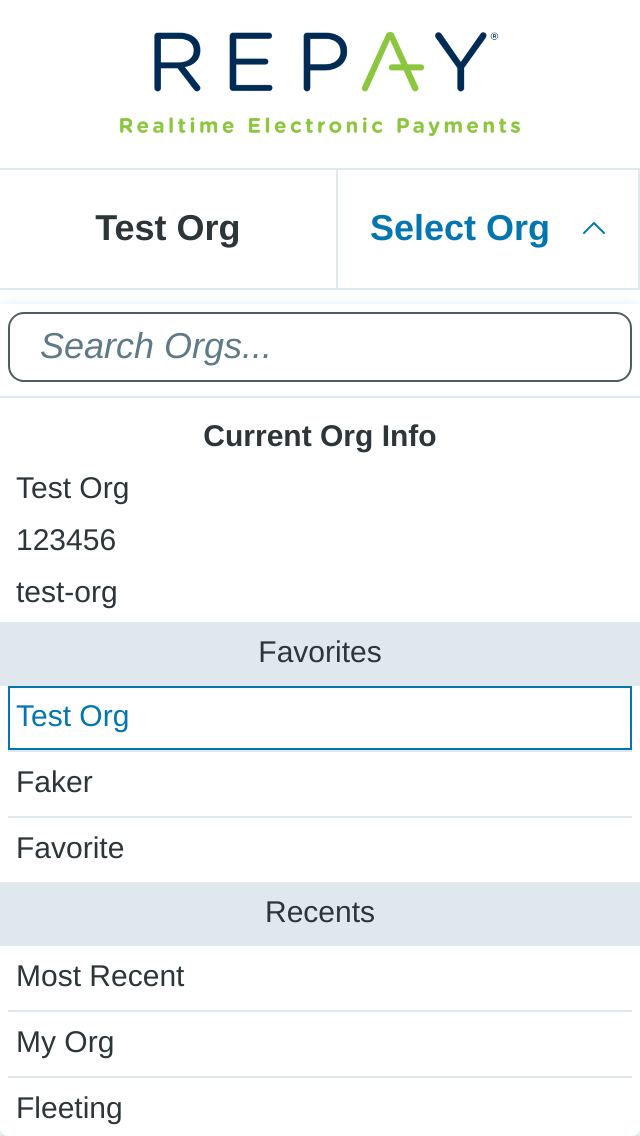 REPAY®
Realtime Electronic Payments
Test Org
Select Org
Search Orgs...
Current Org Info
Test Org
123456
test-org
Favorites
Test Org
Faker
Favorite
Recents
Most Recent
My Org
Fleeting